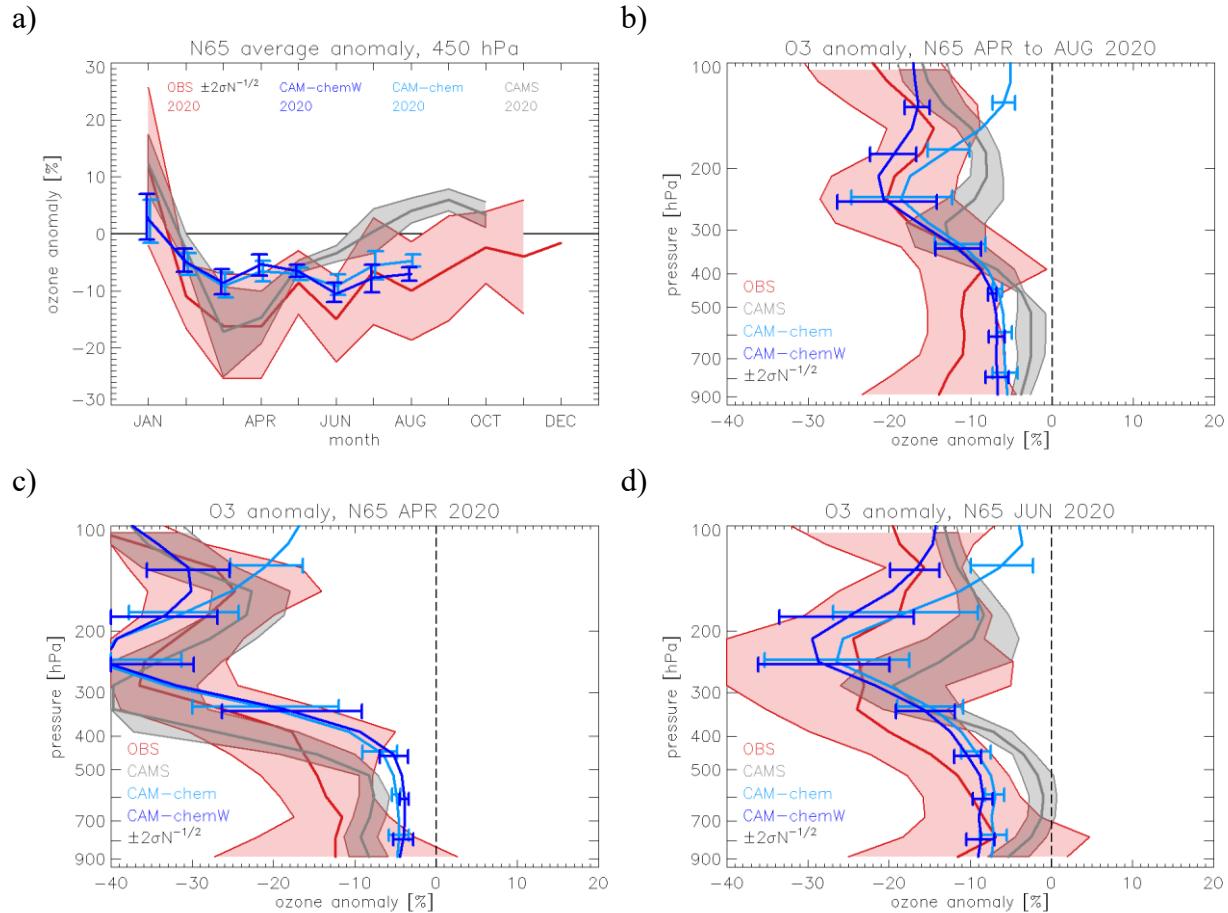 a)
N65 average anomaly, 450 hPa
30
20
10
0
-10
-20
-30
ozone anomaly [%]
OBS ±2σN⁻¹/² CAM-chemW CAM-chem CAMS
2020 2020 2020 2020
JAN APR JUN AUG OCT DEC
month
b)
O3 anomaly, N65 APR to AUG 2020
100
200
300
400
500
700
900
pressure [hPa]
OBS
CAMS
CAM-chem
CAM-chemW
±2σN⁻¹/²
-40 -30 -20 -10 0 10 20
ozone anomaly [%]
c)
O3 anomaly, N65 APR 2020
100
200
300
400
500
700
900
pressure [hPa]
OBS
CAMS
CAM-chem
CAM-chemW
±2σN⁻¹/²
-40 -30 -20 -10 0 10 20
ozone anomaly [%]
d)
O3 anomaly, N65 JUN 2020
100
200
300
400
500
700
900
pressure [hPa]
OBS
CAMS
CAM-chem
CAM-chemW
±2σN⁻¹/²
-40 -30 -20 -10 0 10 20
ozone anomaly [%]